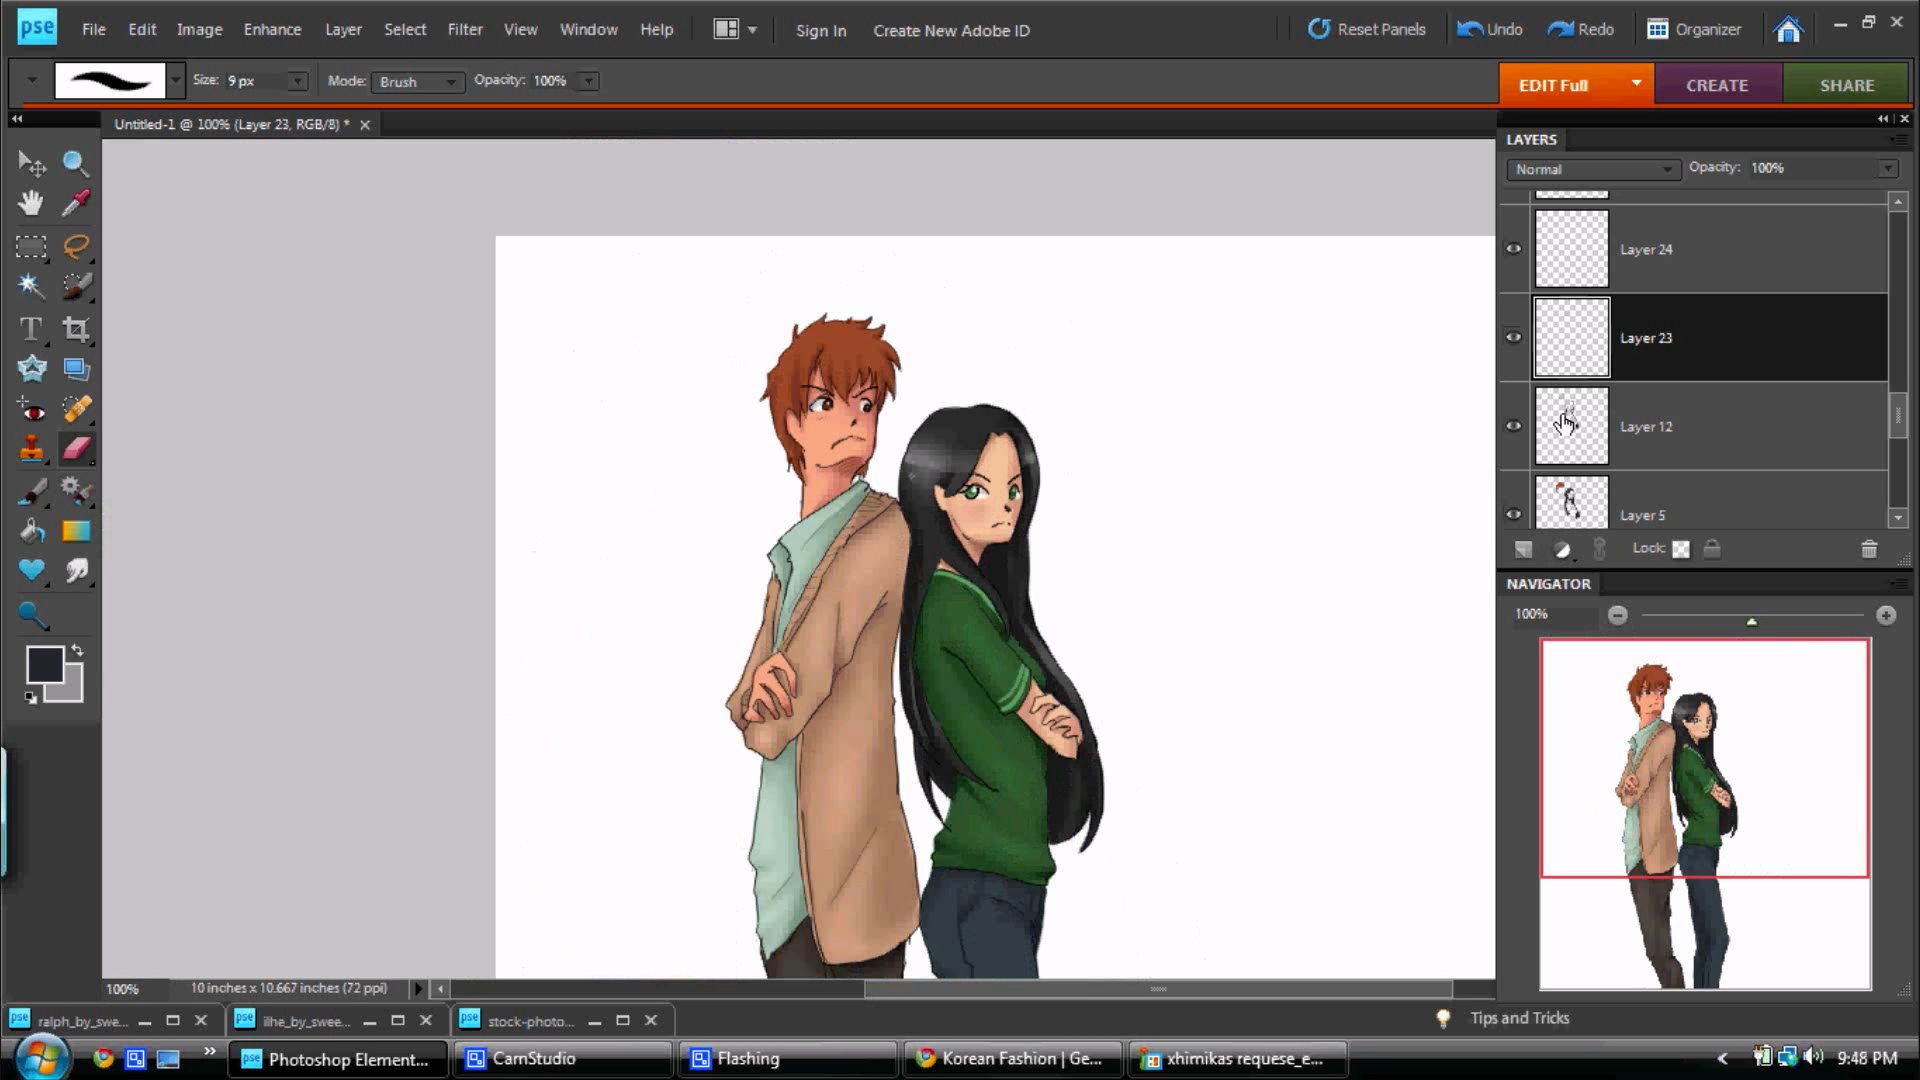 pse File Edit Image Enhance Layer Select Filter View Window Help Sign In Create New Adobe ID Reset Panels Undo Redo Organizer
Size: 9 px Mode: Brush Opacity: 100% EDIT Full CREATE SHARE
Untitled-1 @ 100% (Layer 23, RGB/8) *
LAYERS
Normal Opacity: 100%
Layer 24
Layer 23
Layer 12
Layer 5
Lock:
NAVIGATOR
100%
100% 10 inches x 10.667 inches (72 ppi)
pse ralph_by_swe... pse ilhe_by_swee... pse stock-photo... Tips and Tricks
pse Photoshop Element... CamStudio Flashing Korean Fashion | Ge... xhimikas requese_e... 9:48 PM